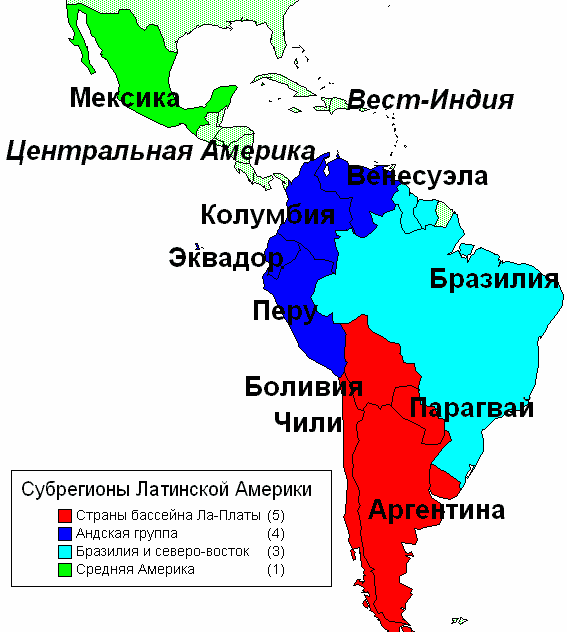 Мексика
Вест-Индия
Центральная Америка
Венесуэла
Колумбия
Эквадор
Бразилия
Перу
Боливия
Парагвай
Чили
Аргентина
Субрегионы Латинской Америки
Страны бассейна Ла-Платы (5)
Андская группа (4)
Бразилия и северо-восток (3)
Средняя Америка (1)